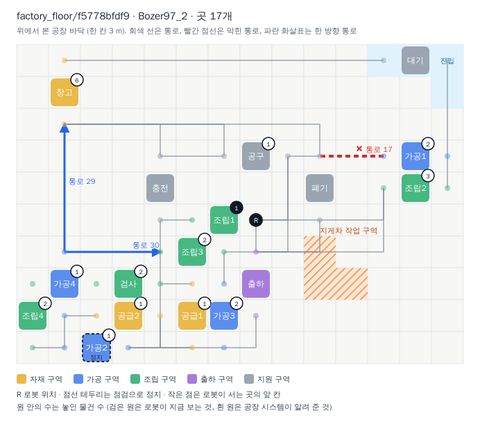 factory_floor/f5778bfdf9 · Bozer97_2 · 곳 17개
위에서 본 공장 바닥 (한 칸 3 m). 회색 선은 통로, 빨간 점선은 막힌 통로, 파란 화살표는 한 방향 통로
대기
진입
창고
6
공구
1
× 통로 17
가공1
2
통로 29
충전
폐기
조립2
3
조립1
1
R
지게차 작업 구역
통로 30
조립3
2
가공4
1
검사
2
출하
조립4
2
공급2
1
공급1
1
가공3
2
가공2
1
정지
자재 구역
가공 구역
조립 구역
출하 구역
지원 구역
R 로봇 위치 · 점선 테두리는 점검으로 정지 · 작은 점은 로봇이 서는 곳의 앞 칸
원 안의 수는 놓인 물건 수 (검은 원은 로봇이 지금 보는 것, 흰 원은 공장 시스템이 알려 준 것)